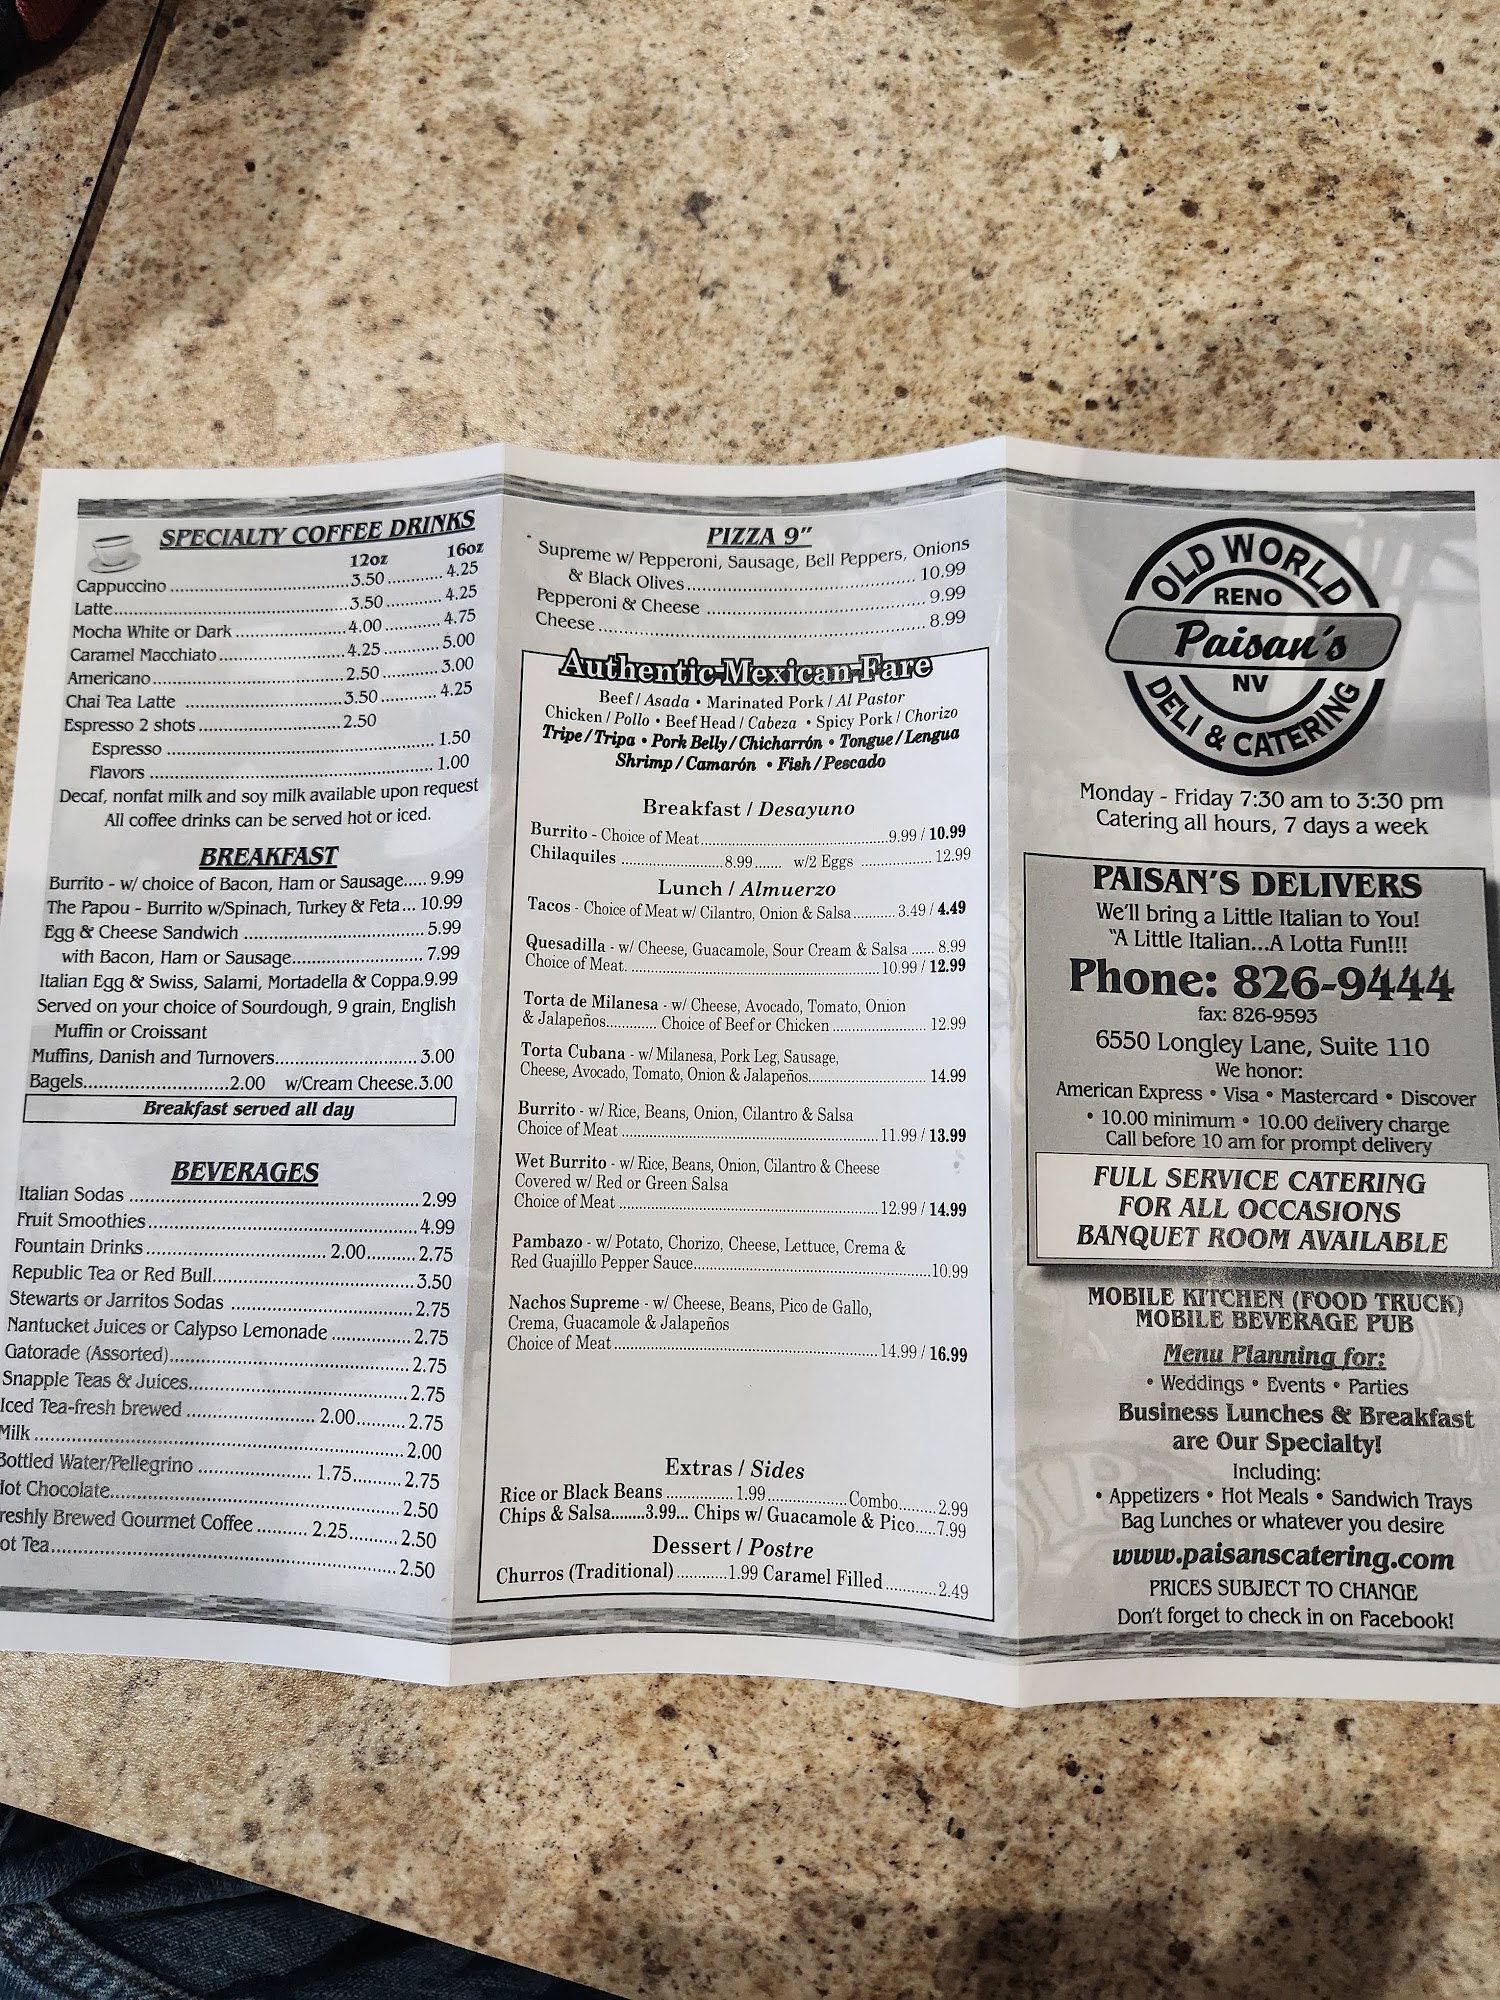 SPECIALTY COFFEE DRINKS
12oz 16oz
Cappuccino 3.50 4.25
Latte 3.50 4.25
Mocha White or Dark 4.00 4.75
Caramel Macchiato 4.25 5.00
Americano 2.50 3.00
Chai Tea Latte 3.50 4.25
Espresso 2 shots 2.50
Espresso 1.50
Flavors 1.00
Decaf, nonfat milk and soy milk available upon request
All coffee drinks can be served hot or iced.
BREAKFAST
Burrito - w/ choice of Bacon, Ham or Sausage..... 9.99
The Papou - Burrito w/Spinach, Turkey & Feta... 10.99
Egg & Cheese Sandwich 5.99
with Bacon, Ham or Sausage 7.99
Italian Egg & Swiss, Salami, Mortadella & Coppa.9.99
Served on your choice of Sourdough, 9 grain, English
Muffin or Croissant
Muffins, Danish and Turnovers 3.00
Bagels 2.00 w/Cream Cheese.3.00
Breakfast served all day
BEVERAGES
Italian Sodas 2.99
Fruit Smoothies 4.99
Fountain Drinks 2.00 2.75
Republic Tea or Red Bull 3.50
Stewarts or Jarritos Sodas 2.75
Nantucket Juices or Calypso Lemonade 2.75
Gatorade (Assorted) 2.75
Snapple Teas & Juices 2.75
Iced Tea-fresh brewed 2.00 2.75
Milk 2.00
Bottled Water/Pellegrino 1.75 2.75
Hot Chocolate 2.50
reshly Brewed Gourmet Coffee 2.25 2.50
ot Tea 2.50
PIZZA 9”
Supreme w/ Pepperoni, Sausage, Bell Peppers, Onions
& Black Olives 10.99
Pepperoni & Cheese 9.99
Cheese 8.99
Authentic Mexican Fare
Beef / Asada • Marinated Pork / Al Pastor
Chicken / Pollo • Beef Head / Cabeza • Spicy Pork / Chorizo
Tripe / Tripa • Pork Belly / Chicharrón • Tongue / Lengua
Shrimp / Camarón • Fish / Pescado
Breakfast / Desayuno
Burrito - Choice of Meat 9.99 / 10.99
Chilaquiles 8.99 w/2 Eggs 12.99
Lunch / Almuerzo
Tacos - Choice of Meat w/ Cilantro, Onion & Salsa 3.49 / 4.49
Quesadilla - w/ Cheese, Guacamole, Sour Cream & Salsa 8.99
Choice of Meat. 10.99 / 12.99
Torta de Milanesa - w/ Cheese, Avocado, Tomato, Onion
& Jalapeños Choice of Beef or Chicken 12.99
Torta Cubana - w/ Milanesa, Pork Leg, Sausage,
Cheese, Avocado, Tomato, Onion & Jalapeños 14.99
Burrito - w/ Rice, Beans, Onion, Cilantro & Salsa
Choice of Meat 11.99 / 13.99
Wet Burrito - w/ Rice, Beans, Onion, Cilantro & Cheese
Covered w/ Red or Green Salsa
Choice of Meat 12.99 / 14.99
Pambazo - w/ Potato, Chorizo, Cheese, Lettuce, Crema &
Red Guajillo Pepper Sauce 10.99
Nachos Supreme - w/ Cheese, Beans, Pico de Gallo,
Crema, Guacamole & Jalapeños
Choice of Meat 14.99 / 16.99
Extras / Sides
Rice or Black Beans 1.99 Combo 2.99
Chips & Salsa 3.99... Chips w/ Guacamole & Pico 7.99
Dessert / Postre
Churros (Traditional) 1.99 Caramel Filled 2.49
OLD WORLD
RENO
Paisan's
NV
DELI & CATERING
Monday - Friday 7:30 am to 3:30 pm
Catering all hours, 7 days a week
PAISAN'S DELIVERS
We'll bring a Little Italian to You!
“A Little Italian...A Lotta Fun!!!
Phone: 826-9444
fax: 826-9593
6550 Longley Lane, Suite 110
We honor:
American Express • Visa • Mastercard • Discover
• 10.00 minimum • 10.00 delivery charge
Call before 10 am for prompt delivery
FULL SERVICE CATERING
FOR ALL OCCASIONS
BANQUET ROOM AVAILABLE
MOBILE KITCHEN (FOOD TRUCK)
MOBILE BEVERAGE PUB
Menu Planning for:
• Weddings • Events • Parties
Business Lunches & Breakfast
are Our Specialty!
Including:
• Appetizers • Hot Meals • Sandwich Trays
Bag Lunches or whatever you desire
www.paisanscatering.com
PRICES SUBJECT TO CHANGE
Don't forget to check in on Facebook!